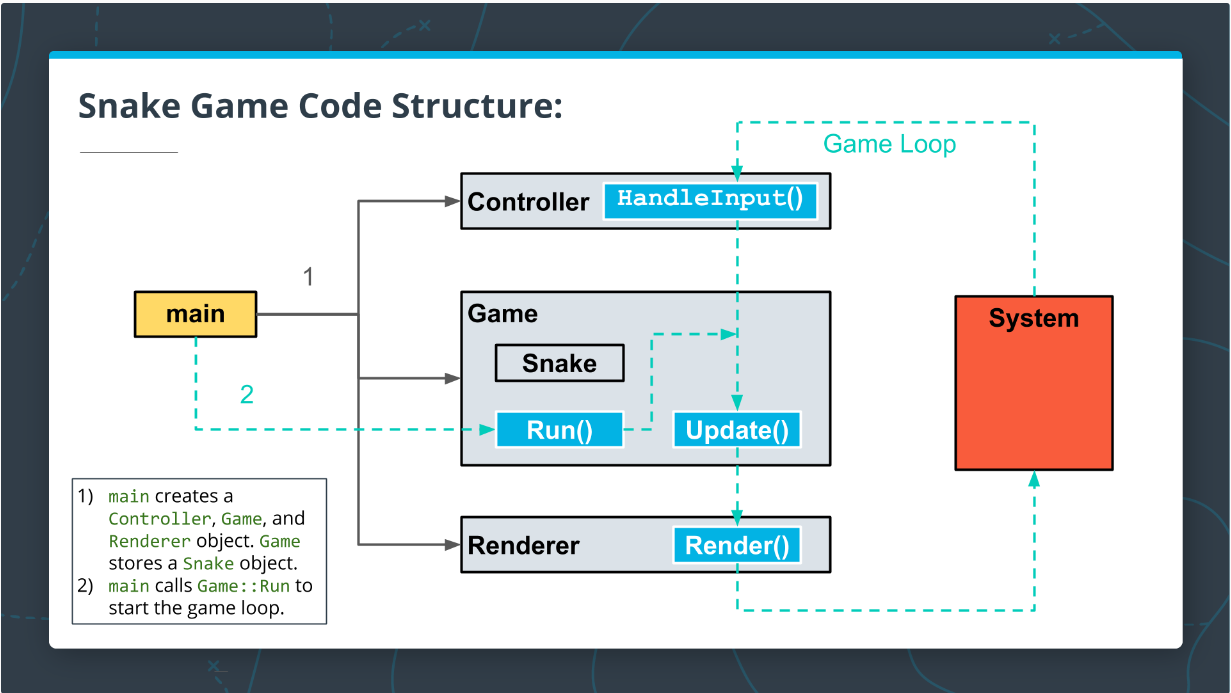 Snake Game Code Structure:
Game Loop
Controller
HandleInput()
1
main
Game
System
Snake
2
Run()
Update()
Renderer
Render()
1) main creates a
Controller, Game, and
Renderer object. Game
stores a Snake object.
2) main calls Game::Run to
start the game loop.